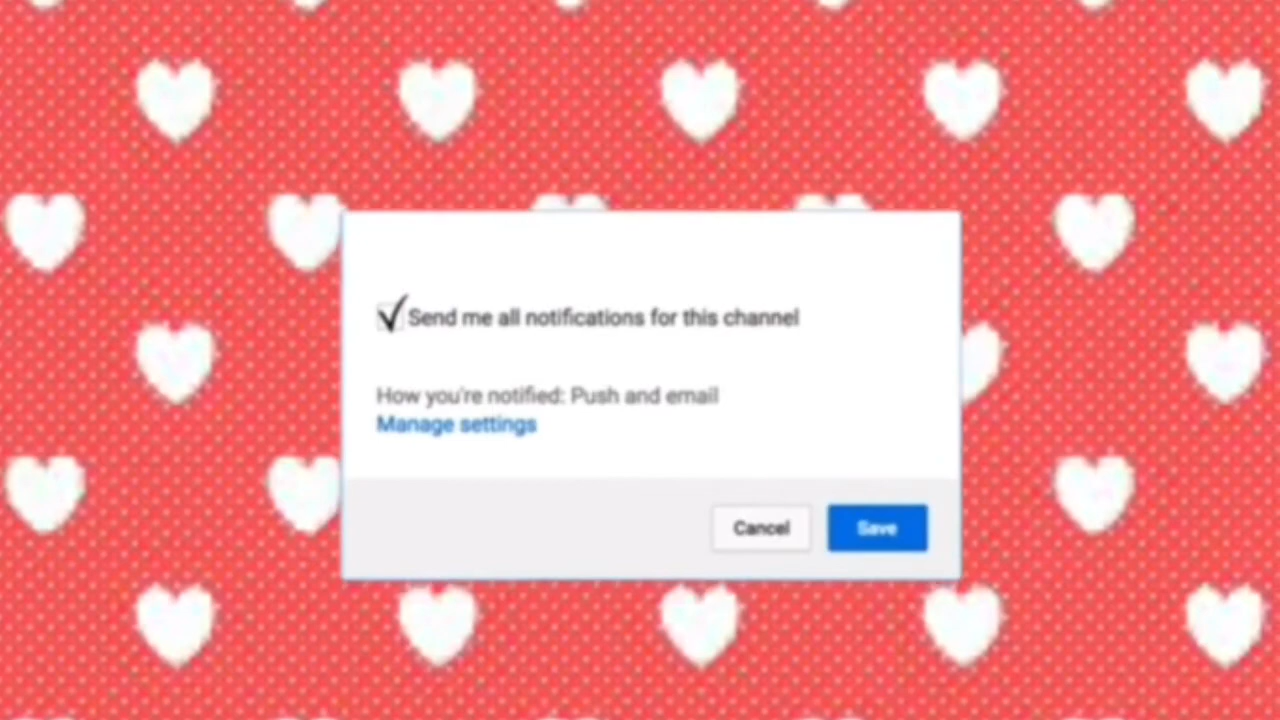 Send me all notifications for this channel
How you're notified: Push and email
Manage settings
Cancel
Save